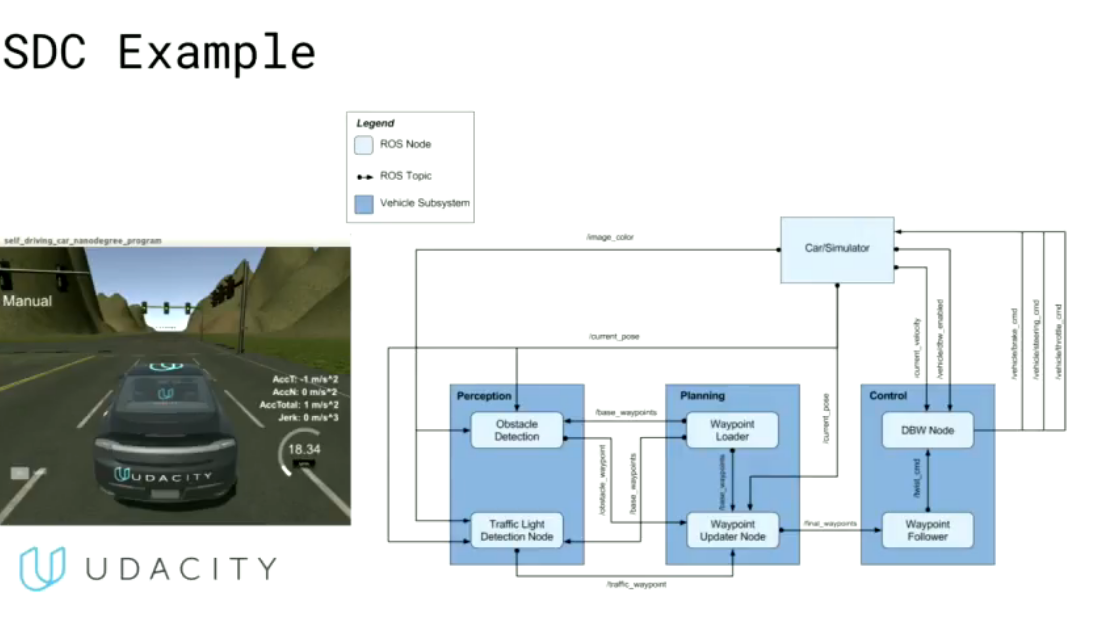 SDC Example
Legend
ROS Node
ROS Topic
Vehicle Subsystem
self_driving_car_nanodegree_program
Manual
AccT: -1 m/s^2
AccN: 0 m/s^2
AccTotal: 1 m/s^2
Jerk: 0 m/s^3
18.34
UDACITY
UDACITY
/image_color
Car/Simulator
/current_pose
/current_velocity
/vehicle/dbw_enabled
/vehicle/brake_cmd
/vehicle/steering_cmd
/vehicle/throttle_cmd
Perception
Obstacle
Detection
Traffic Light
Detection Node
/base_waypoints
/obstacle_waypoint
/base_waypoints
Planning
Waypoint
Loader
/base_waypoints
Waypoint
Updater Node
/current_pose
/final_waypoints
/traffic_waypoint
Control
DBW Node
/twist_cmd
Waypoint
Follower